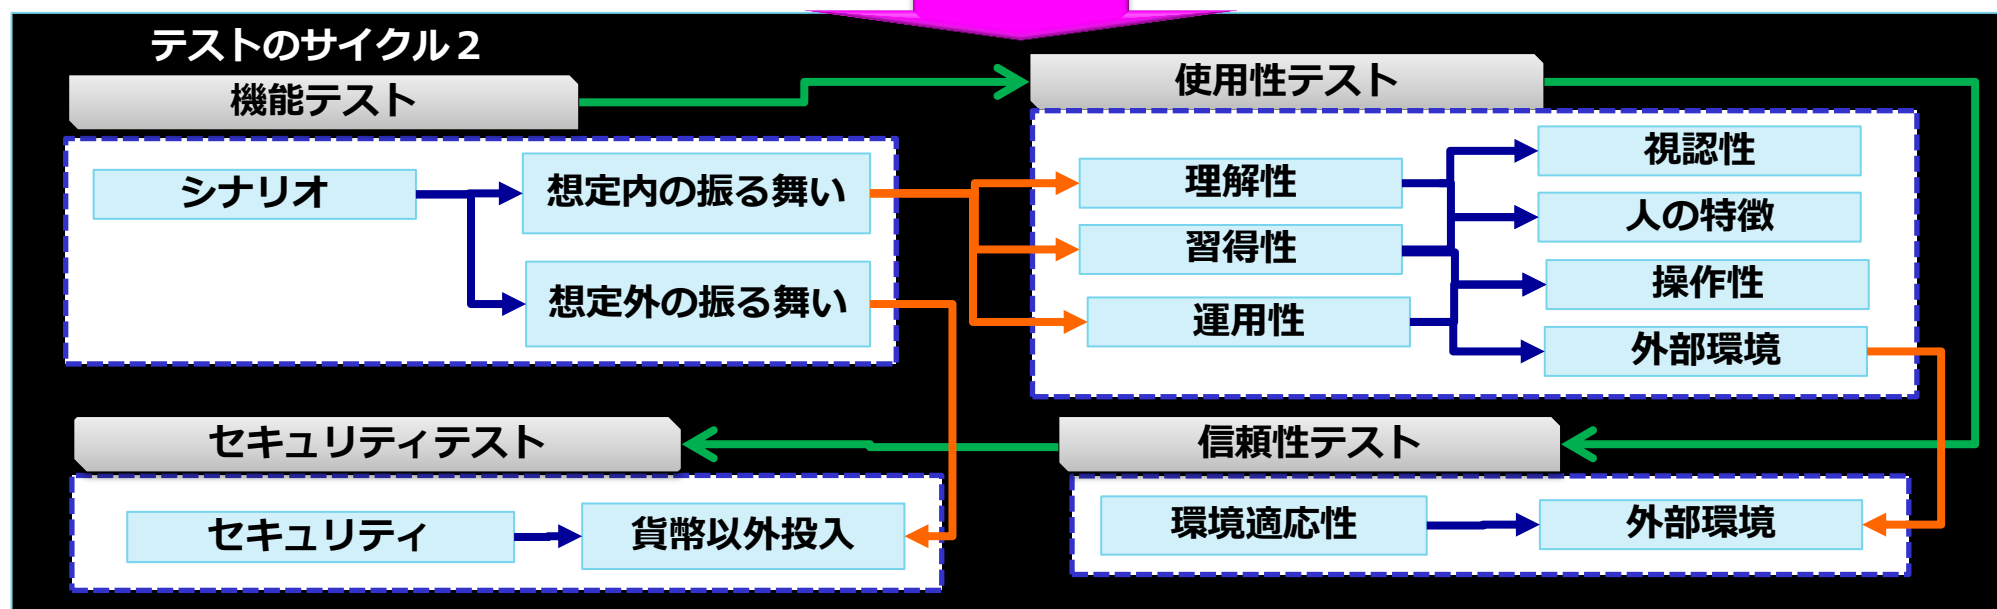 テストのサイクル2
機能テスト
シナリオ
想定内の振る舞い
想定外の振る舞い
使用性テスト
理解性
習得性
運用性
視認性
人の特徴
操作性
外部環境
セキュリティテスト
セキュリティ
貨幣以外投入
信頼性テスト
環境適応性
外部環境